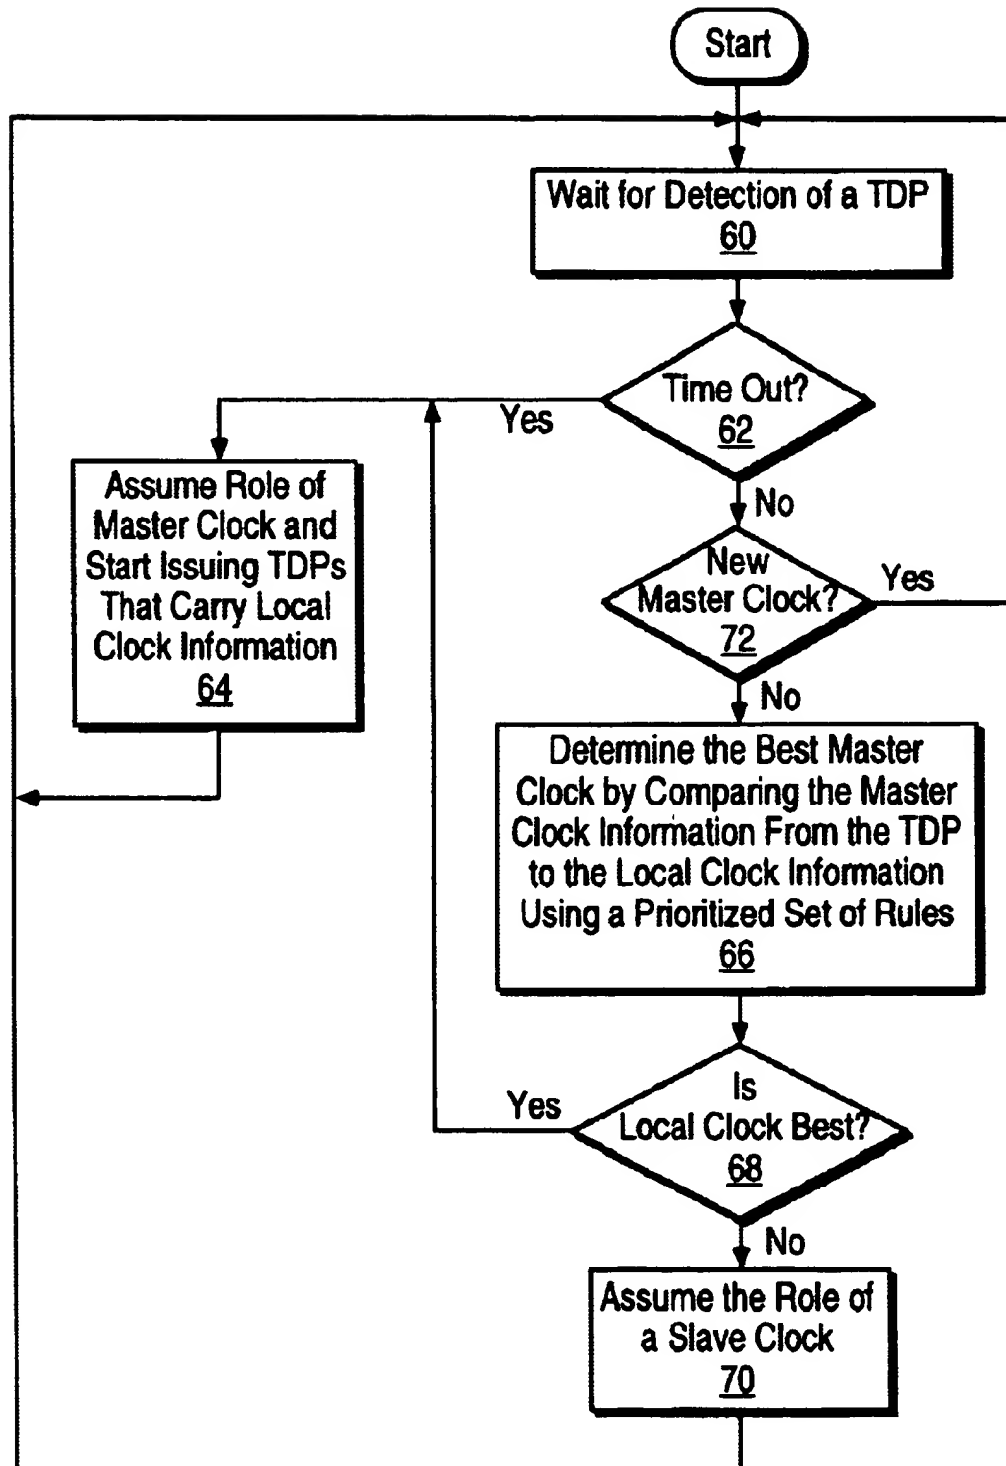 Start
Wait for Detection of a TDP
60
Time Out?
62
Yes
No
Assume Role of
Master Clock and
Start Issuing TDPs
That Carry Local
Clock Information
64
New
Master Clock?
72
Yes
No
Determine the Best Master
Clock by Comparing the Master
Clock Information From the TDP
to the Local Clock Information
Using a Prioritized Set of Rules
66
Is
Local Clock Best?
68
Yes
No
Assume the Role of
a Slave Clock
70